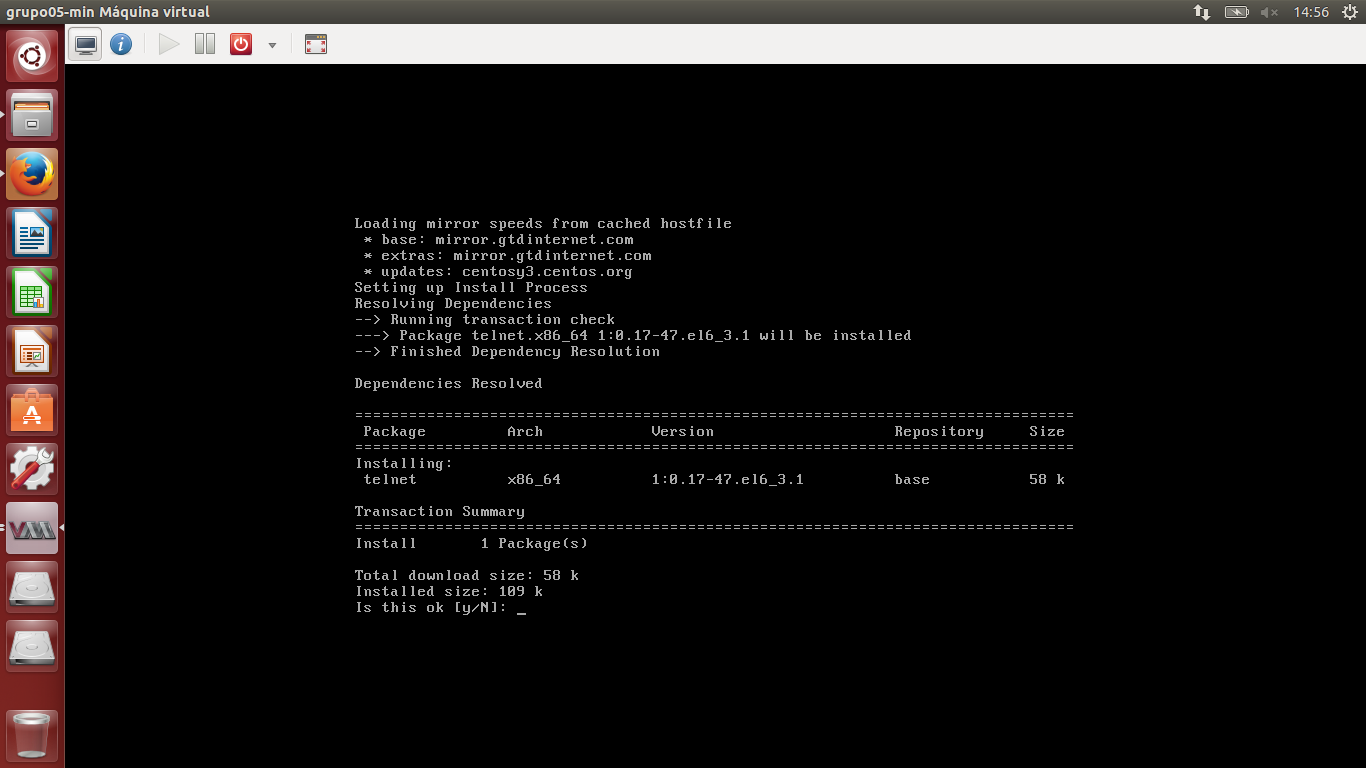 grupo05-min Máquina virtual
14:56
Loading mirror speeds from cached hostfile
* base: mirror.gtdinternet.com
* extras: mirror.gtdinternet.com
* updates: centosy3.centos.org
Setting up Install Process
Resolving Dependencies
--> Running transaction check
---> Package telnet.x86_64 1:0.17-47.el6_3.1 will be installed
--> Finished Dependency Resolution
Dependencies Resolved
================================================================================
Package Arch Version Repository Size
================================================================================
Installing:
telnet x86_64 1:0.17-47.el6_3.1 base 58 k
Transaction Summary
================================================================================
Install 1 Package(s)
Total download size: 58 k
Installed size: 109 k
Is this ok [y/N]: _